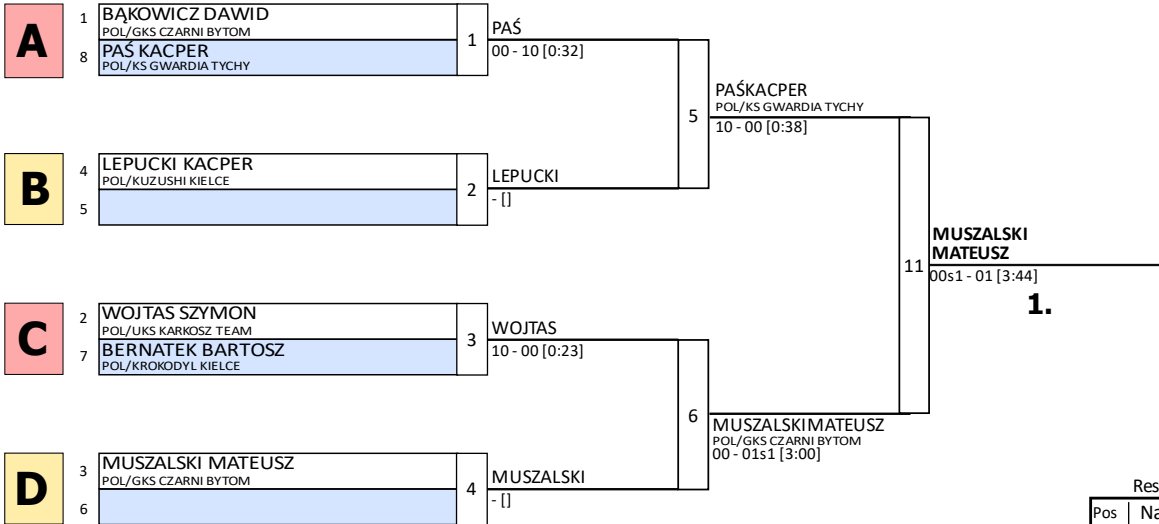 A
1 BĄKOWICZ DAWID
POL/GKS CZARNI BYTOM
8 PAŚ KACPER
POL/KS GWARDIA TYCHY
1
PAŚ
00 - 10 [0:32]
5
PAŚKACPER
POL/KS GWARDIA TYCHY
10 - 00 [0:38]
B
4 LEPUCKI KACPER
POL/KUZUSHI KIELCE
5
2
LEPUCKI
- []
11
MUSZALSKI
MATEUSZ
00s1 - 01 [3:44]
1.
C
2 WOJTAS SZYMON
POL/UKS KARKOSZ TEAM
7 BERNATEK BARTOSZ
POL/KROKODYL KIELCE
3
WOJTAS
10 - 00 [0:23]
6
MUSZALSKIMATEUSZ
POL/GKS CZARNI BYTOM
00 - 01s1 [3:00]
D
3 MUSZALSKI MATEUSZ
POL/GKS CZARNI BYTOM
6
4
MUSZALSKI
- []
Res
Pos Na